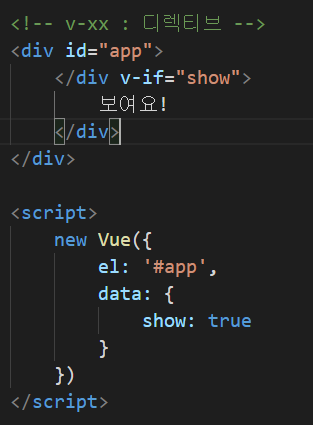 <!-- v-xx : 디렉티브 -->
<div id="app">
    </div v-if="show">
        보여요!
    </div>
</div>

<script>
    new Vue({
        el: '#app',
        data: {
            show: true
        }
    })
</script>